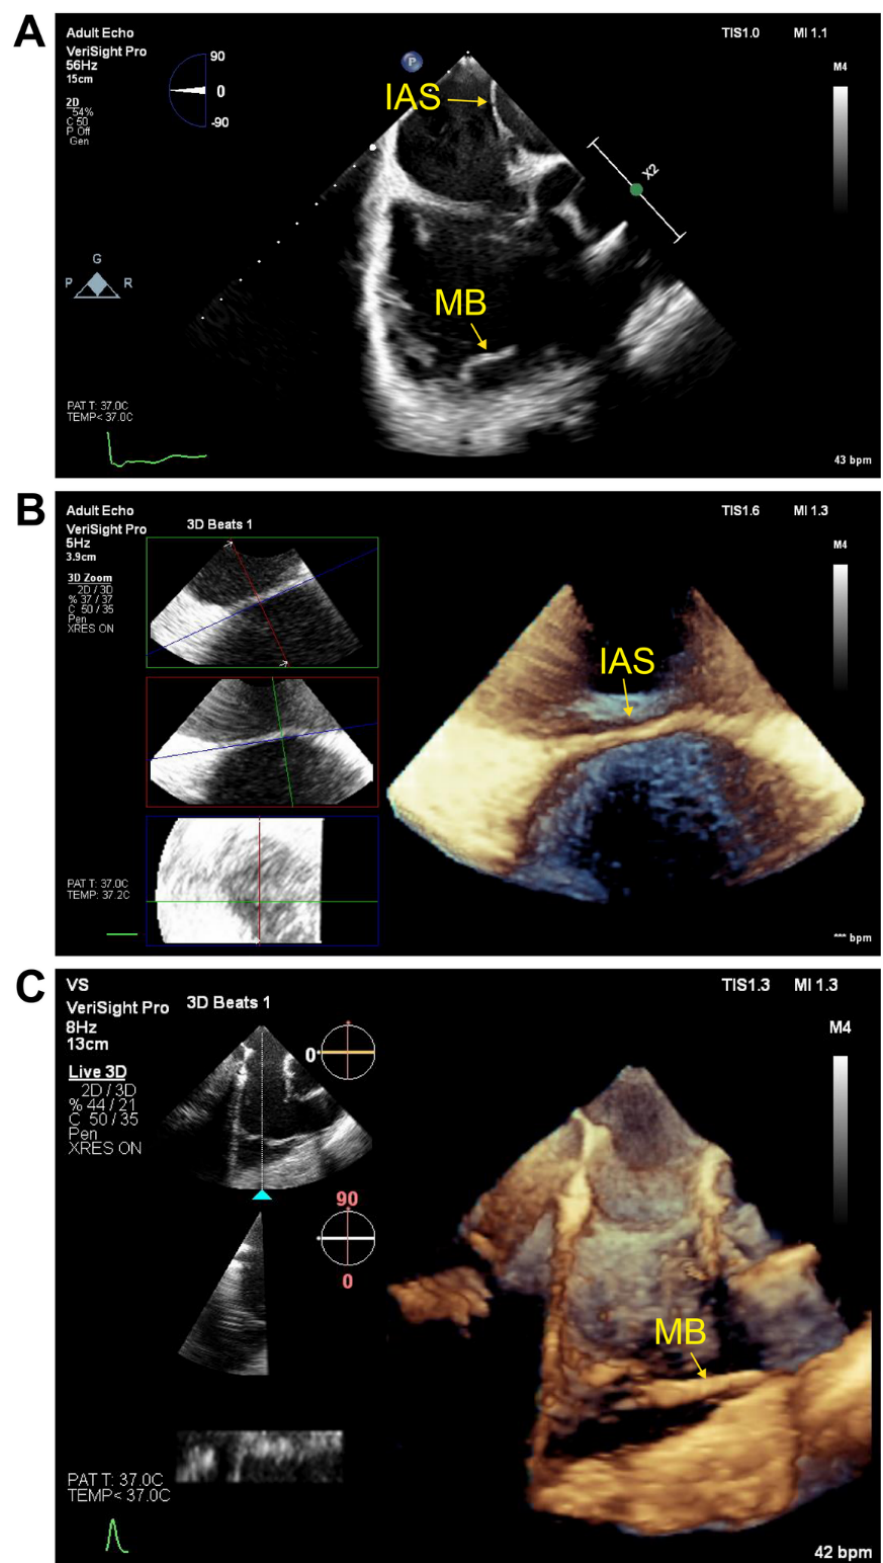 A
Adult Echo
TIS1.0 MI 1.1
VeriSight Pro
56Hz
15cm
M4
2D
54%
C 50
P Off
Gen
90
0
-90
P
IAS
X2
G
P R
MB
PAT T: 37.0C
TEMP< 37.0C
43 bpm
B
Adult Echo
TIS1.6 MI 1.3
VeriSight Pro
3D Beats 1
5Hz
3.9cm
M4
3D Zoom
2D / 3D
% 37 / 37
C 50 / 35
Pen
XRES ON
IAS
PAT T: 37.0C
TEMP: 37.2C
*** bpm
C
VS
TIS1.3 MI 1.3
VeriSight Pro
3D Beats 1
8Hz
13cm
M4
Live 3D
2D / 3D
% 44 / 21
C 50 / 35
Pen
XRES ON
0
90
0
MB
PAT T: 37.0C
TEMP< 37.0C
42 bpm